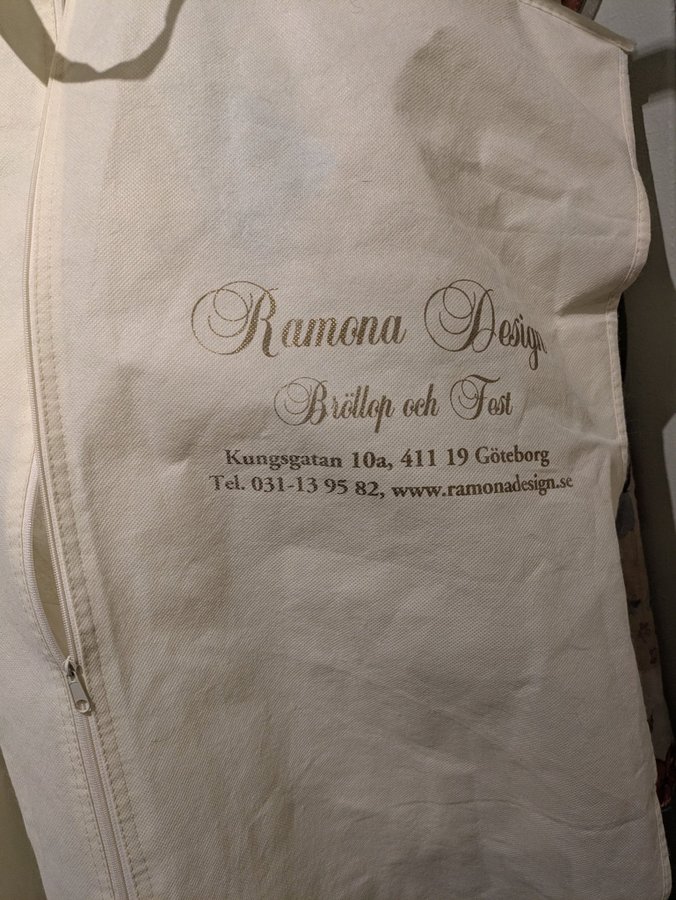 Ramona Design
Bröllop och Fest
Kungsgatan 10a, 411 19 Göteborg
Tel. 031-13 95 82, www.ramonadesign.se